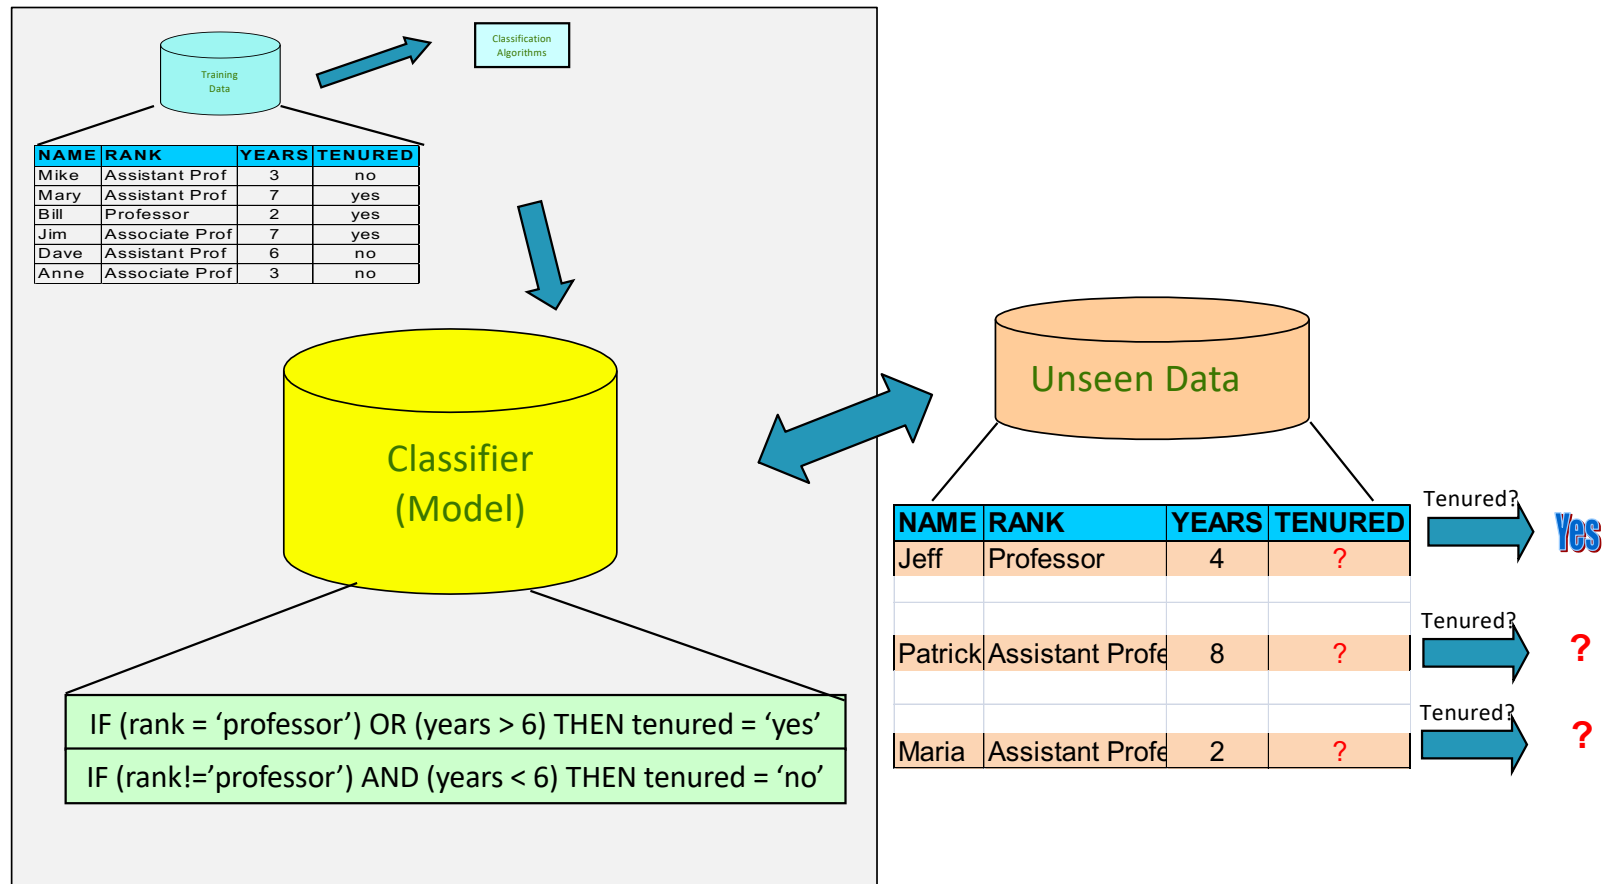 Training
Data
Classification
Algorithms
NAME RANK YEARS TENURED
Mike Assistant Prof 3 no
Mary Assistant Prof 7 yes
Bill Professor 2 yes
Jim Associate Prof 7 yes
Dave Assistant Prof 6 no
Anne Associate Prof 3 no
Classifier
(Model)
IF (rank = ‘professor’) OR (years > 6) THEN tenured = ‘yes’
IF (rank!=’professor’) AND (years < 6) THEN tenured = ‘no’
Unseen Data
NAME RANK YEARS TENURED
Jeff Professor 4 ?
Patrick Assistant Profe 8 ?
Maria Assistant Profe 2 ?
Tenured?
Yes
Tenured?
?
Tenured?
?